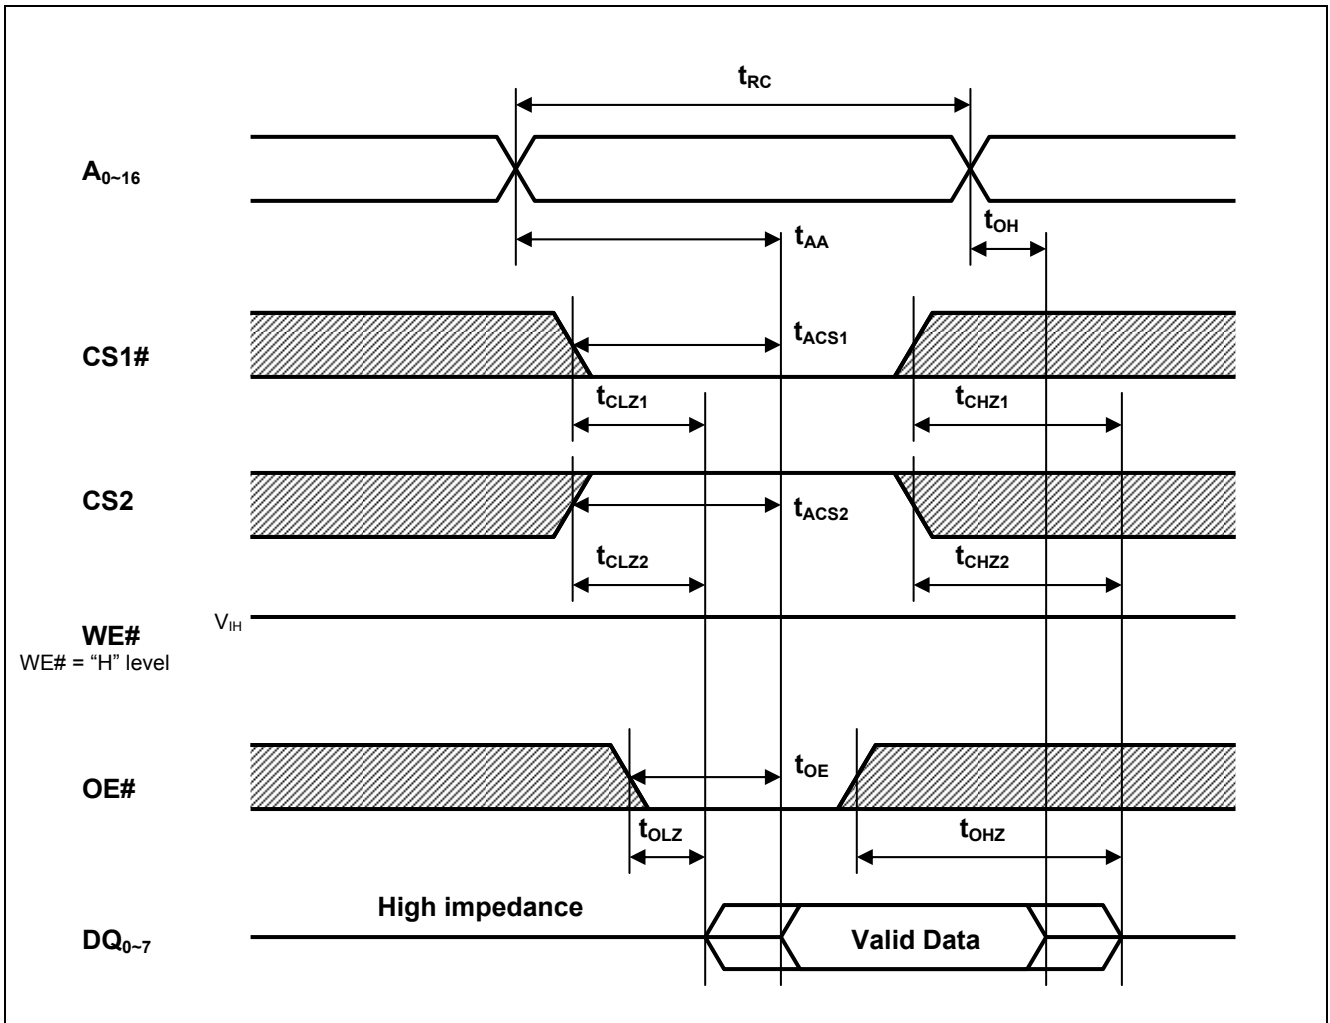 tRC
A0~16
tOH
tAA
tACS1
CS1#
tCLZ1 tCHZ1
CS2
tACS2
tCLZ2 tCHZ2
VIH
WE#
WE# = “H” level
tOE
OE#
tOLZ tOHZ
High impedance
DQ0~7 Valid Data